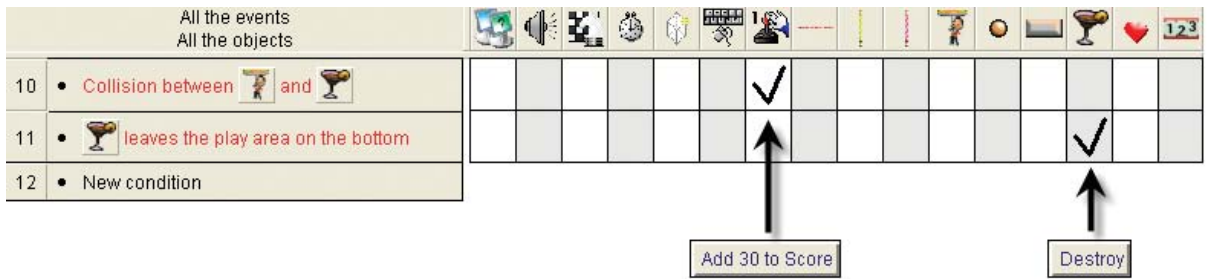 All the events
All the objects
10 • Collision between and
11 • leaves the play area on the bottom
12 • New condition
123
Add 30 to Score
Destroy